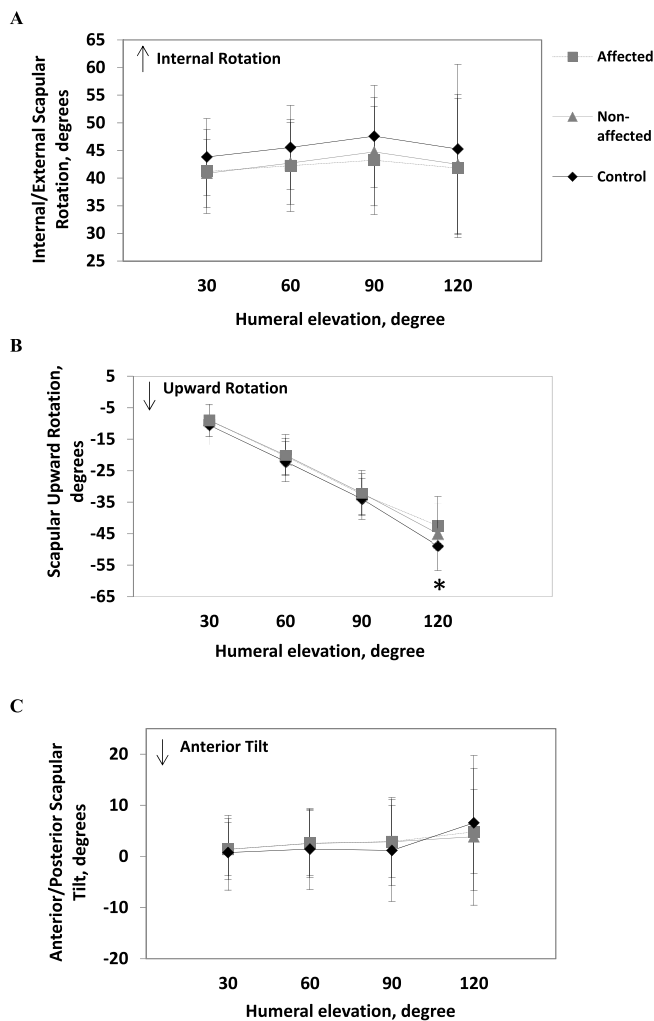 A
65
60
55
50
45
40
35
30
25
Internal/External Scapular
Rotation, degrees
Internal Rotation
30 60 90 120
Humeral elevation, degree
Affected
Non-
affected
Control
B
5
-5
-15
-25
-35
-45
-55
-65
Scapular Upward Rotation,
degrees
Upward Rotation
*
30 60 90 120
Humeral elevation, degree
C
20
10
0
-10
-20
Anterior/Posterior Scapular
Tilt, degrees
Anterior Tilt
30 60 90 120
Humeral elevation, degree